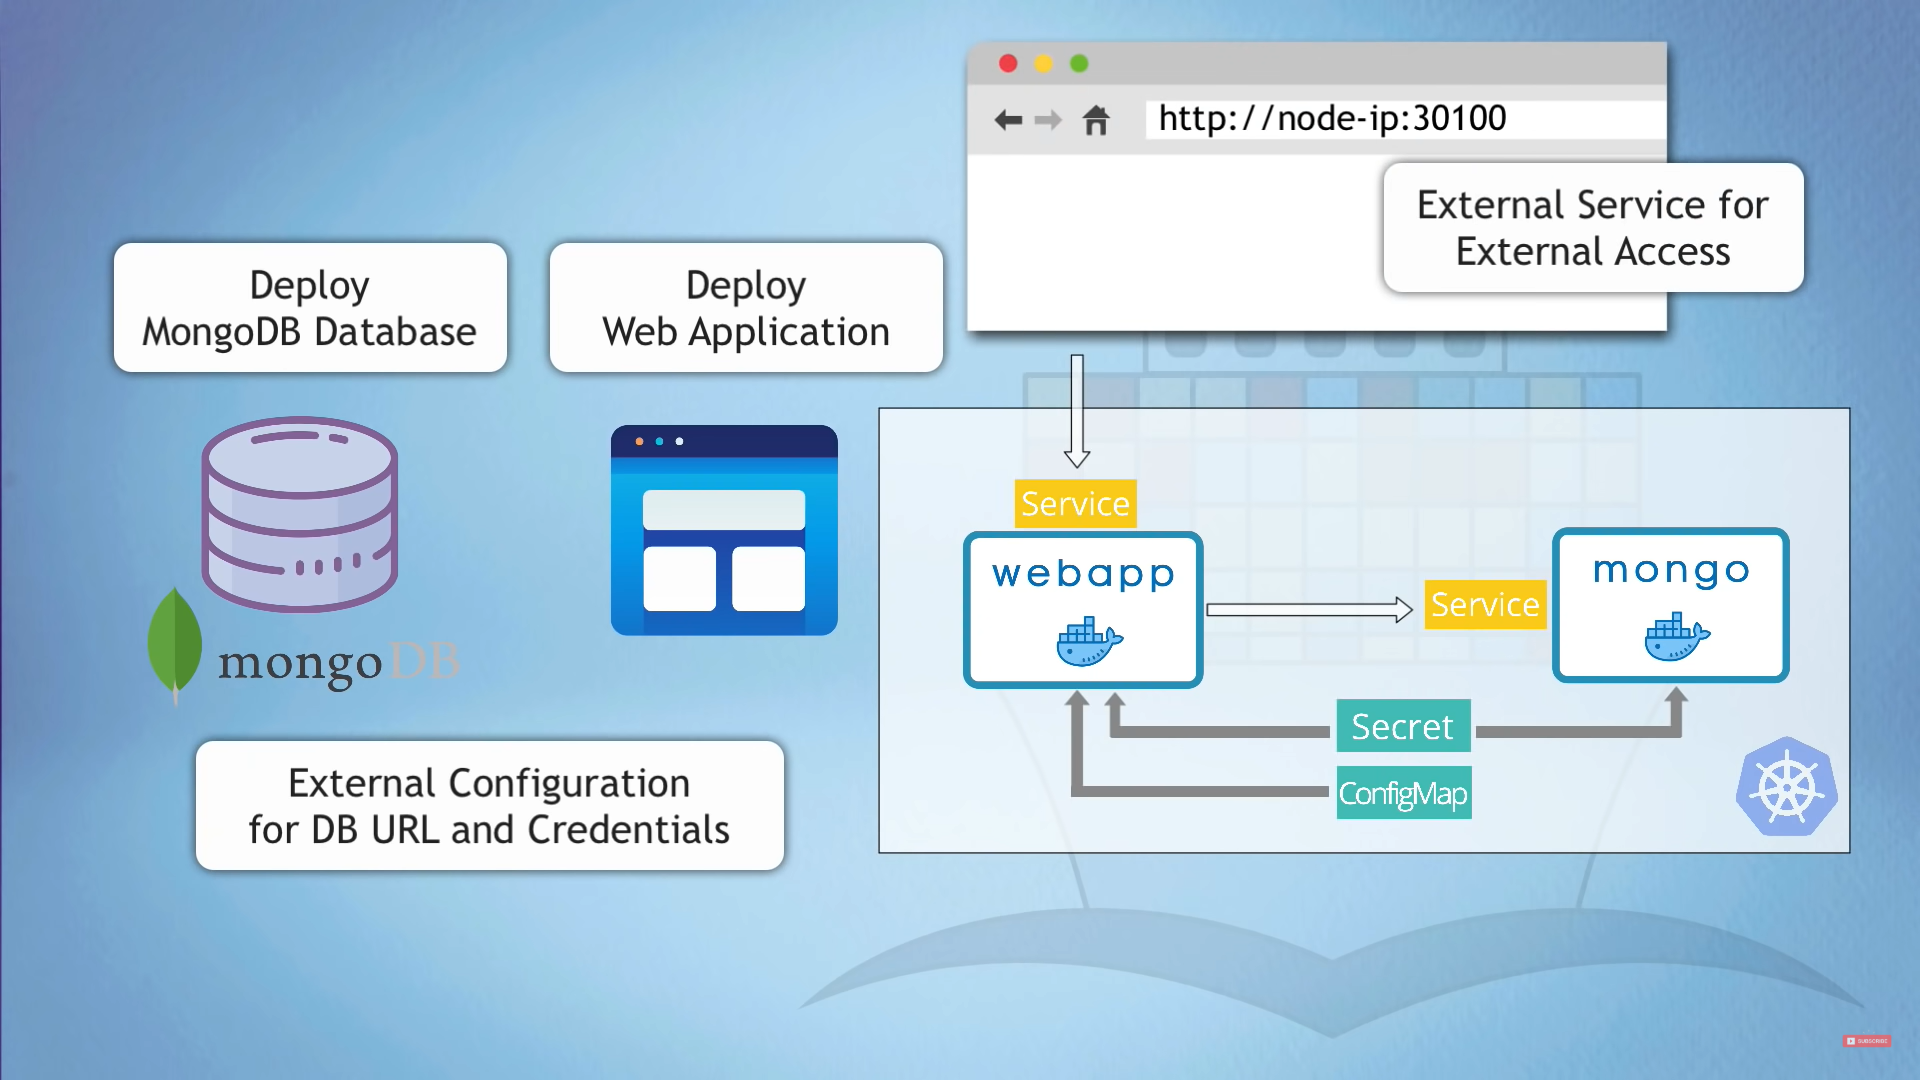 http://node-ip:30100
External Service for
External Access
Deploy
MongoDB Database
Deploy
Web Application
mongoDB
External Configuration
for DB URL and Credentials
Service
webapp
Service
mongo
Secret
ConfigMap
SUBSCRIBE